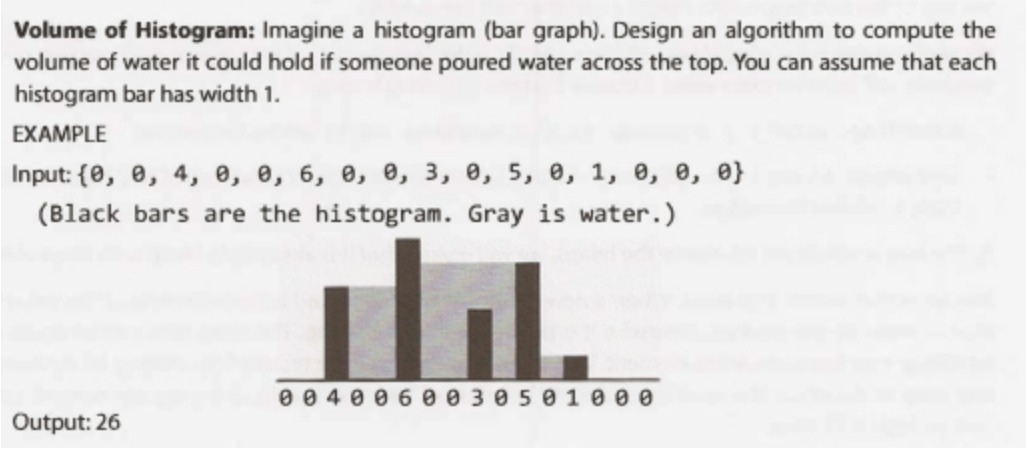 Volume of Histogram: Imagine a histogram (bar graph). Design an algorithm to compute the
volume of water it could hold if someone poured water across the top. You can assume that each
histogram bar has width 1.
EXAMPLE
Input: {0, 0, 4, 0, 0, 6, 0, 0, 3, 0, 5, 0, 1, 0, 0, 0}
(Black bars are the histogram. Gray is water.)
0 0 4 0 0 6 0 0 3 0 5 0 1 0 0 0
Output: 26